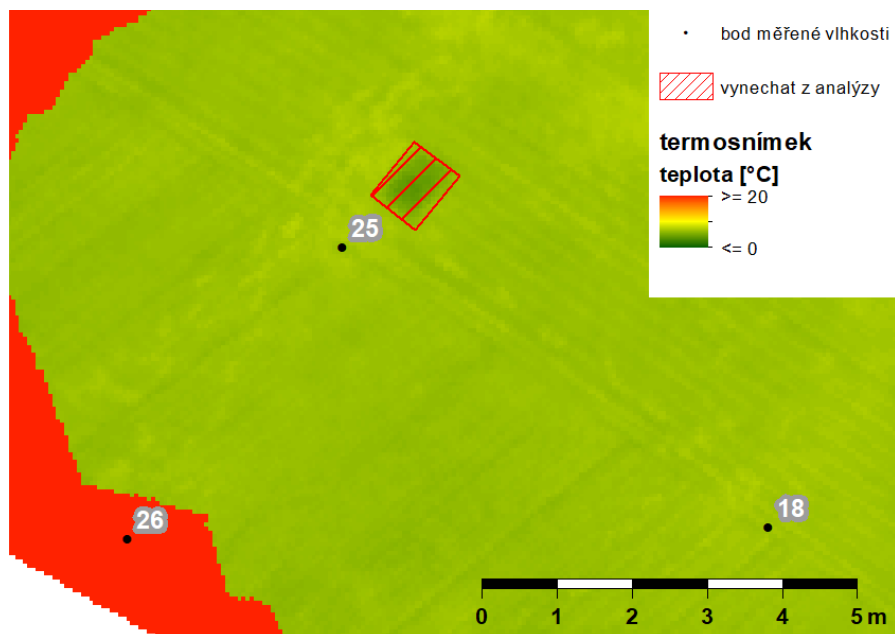 bod měřené vlhkosti
vynechat z analýzy
termosnímek
teplota [°C]
>= 20
<= 0
25
26
18
0 1 2 3 4 5 m